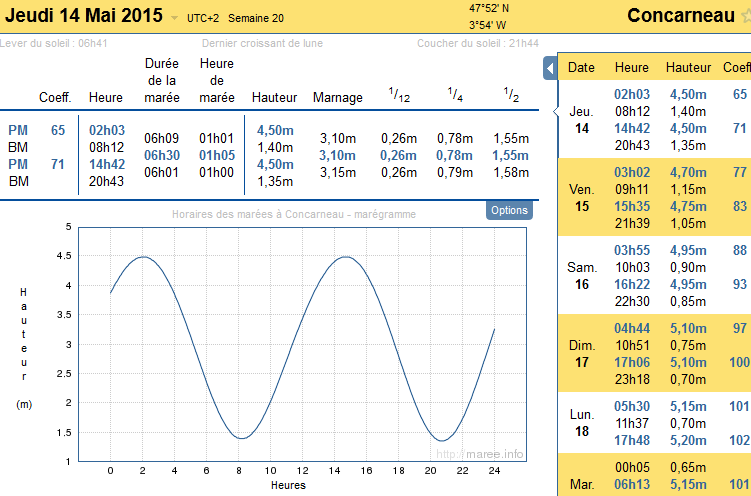 Jeudi 14 Mai 2015 UTC+2 Semaine 20 47°52' N
3°54' W
Concarneau
Lever du soleil : 06h41 Dernier croissant de lune Coucher du soleil : 21h44
Durée de la marée Heure de marée
Coeff. Heure Hauteur Marnage 1/12 1/4 1/2
PM 65 02h03 4,50m
06h09 01h01 3,10m 0,26m 0,78m 1,55m
BM 08h12 1,40m
06h30 01h05 3,10m 0,26m 0,78m 1,55m
PM 71 14h42 4,50m
06h01 01h00 3,15m 0,26m 0,79m 1,58m
BM 20h43 1,35m
Horaires des marées à Concarneau - marégramme
Options
Hauteur
(m)
5
4.5
4
3.5
3
2.5
2
1.5
1
http://maree.info
0 2 4 6 8 10 12 14 16 18 20 22 24
Heures
Date Heure Hauteur Coeff
Jeu.
14
02h03 4,50m 65
08h12 1,40m
14h42 4,50m 71
20h43 1,35m
Ven.
15
03h02 4,70m 77
09h11 1,15m
15h35 4,75m 83
21h39 1,05m
Sam.
16
03h55 4,95m 88
10h03 0,90m
16h22 4,95m 93
22h30 0,85m
Dim.
17
04h44 5,10m 97
10h51 0,75m
17h06 5,10m 100
23h18 0,70m
Lun.
18
05h30 5,15m 101
11h37 0,70m
17h48 5,20m 102
Mar.
00h05 0,65m
06h13 5,15m 101